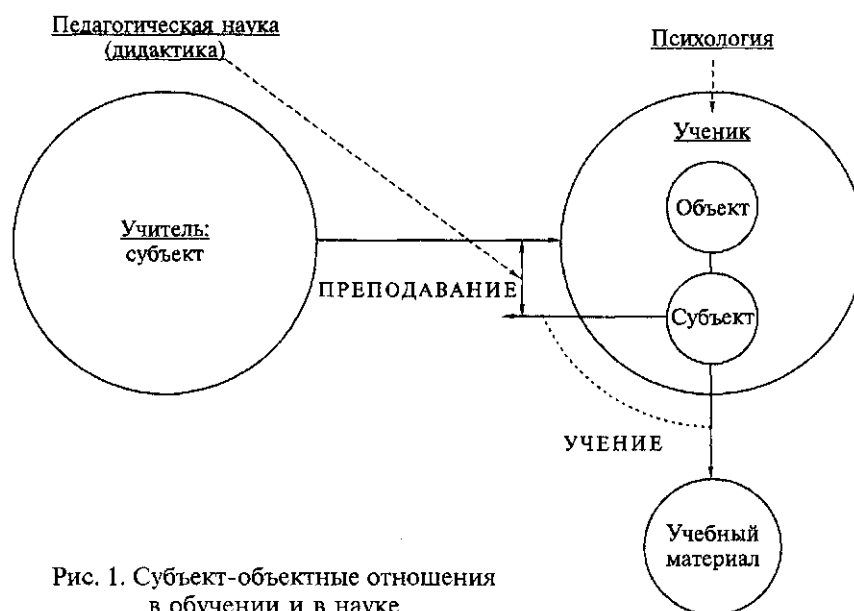 Педагогическая наука
(дидактика)
Психология
Ученик
Объект
Учитель:
субъект
ПРЕПОДАВАНИЕ
Субъект
УЧЕНИЕ
Учебный
материал
Рис. 1. Субъект-объектные отношения
в обучении и в науке